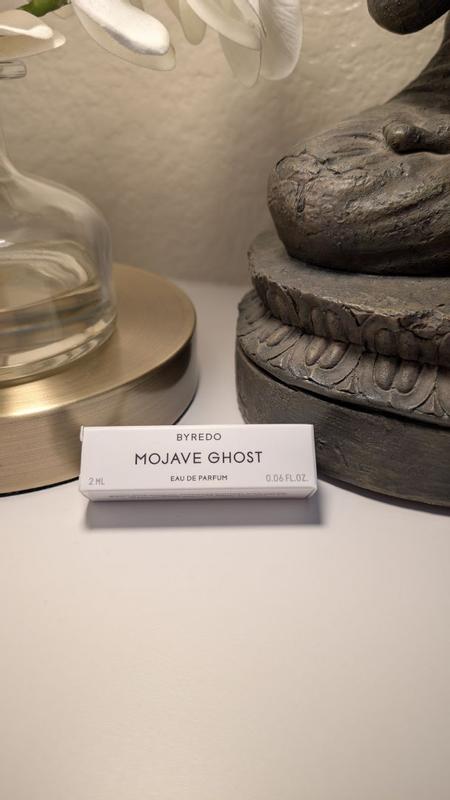 BYREDO
MOJAVE GHOST
2 ML EAU DE PARFUM 0.06 FL.OZ.